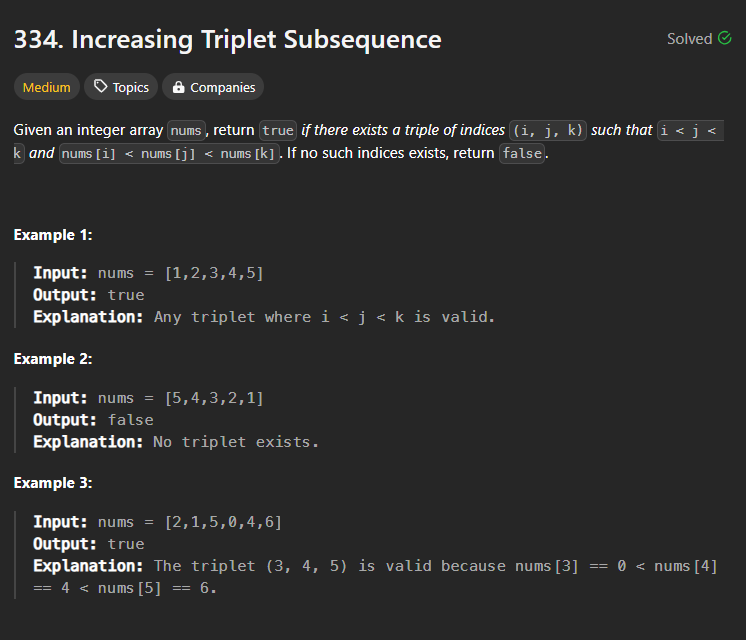 334. Increasing Triplet Subsequence
Solved
Medium Topics Companies
Given an integer array nums, return true if there exists a triple of indices (i, j, k) such that i < j <
k and nums[i] < nums[j] < nums[k]. If no such indices exists, return false.
Example 1:
Input: nums = [1,2,3,4,5]
Output: true
Explanation: Any triplet where i < j < k is valid.
Example 2:
Input: nums = [5,4,3,2,1]
Output: false
Explanation: No triplet exists.
Example 3:
Input: nums = [2,1,5,0,4,6]
Output: true
Explanation: The triplet (3, 4, 5) is valid because nums[3] == 0 < nums[4]
== 4 < nums[5] == 6.